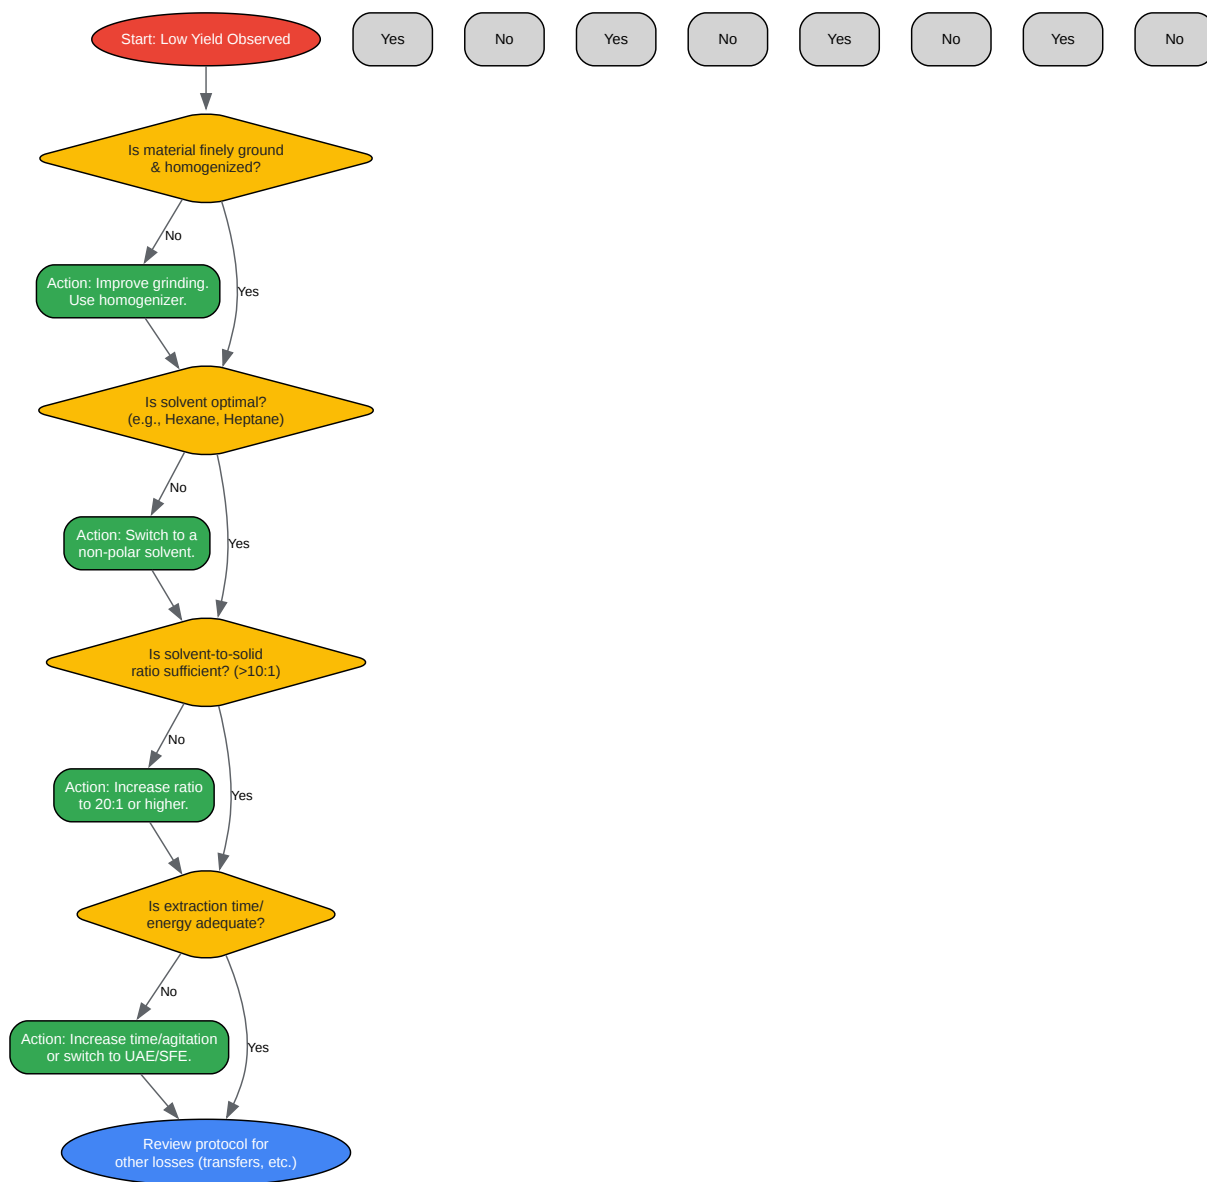 Start: Low Yield Observed
Yes
No
Yes
No
Yes
No
Yes
No
Is material finely ground
& homogenized?
No
Action: Improve grinding.
Use homogenizer.
Yes
Is solvent optimal?
(e.g., Hexane, Heptane)
No
Action: Switch to a
non-polar solvent.
Yes
Is solvent-to-solid
ratio sufficient? (>10:1)
No
Action: Increase ratio
to 20:1 or higher.
Yes
Is extraction time/
energy adequate?
No
Action: Increase time/agitation
or switch to UAE/SFE.
Yes
Review protocol for
other losses (transfers, etc.)